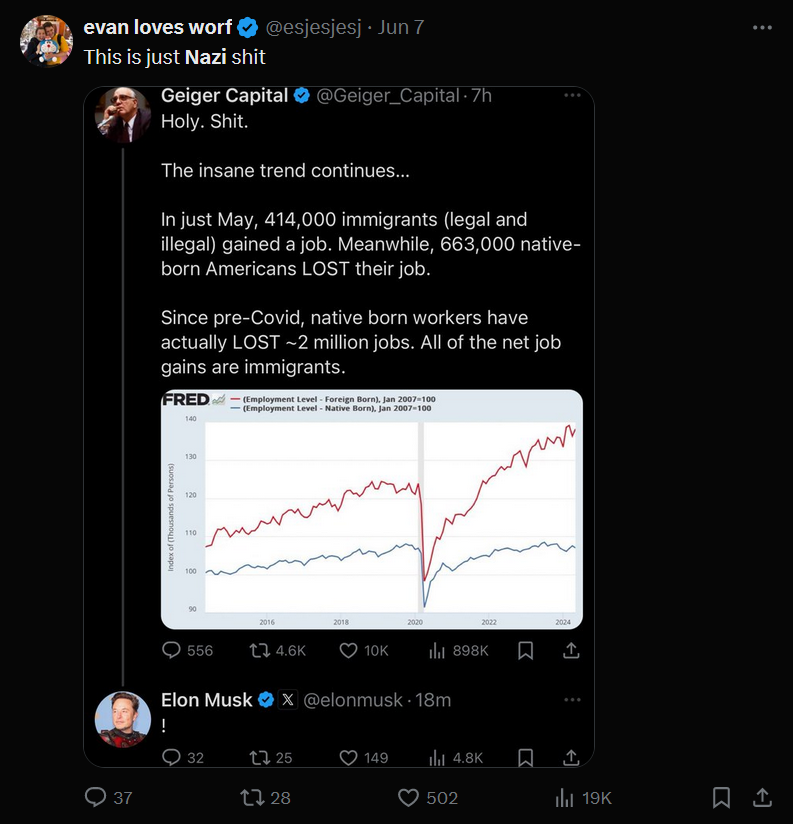 evan loves worf @esjesjesj · Jun 7
This is just Nazi shit
Geiger Capital @Geiger_Capital · 7h
Holy. Shit.
The insane trend continues...
In just May, 414,000 immigrants (legal and
illegal) gained a job. Meanwhile, 663,000 native-
born Americans LOST their job.
Since pre-Covid, native born workers have
actually LOST ~2 million jobs. All of the net job
gains are immigrants.
FRED
(Employment Level - Foreign Born), Jan 2007=100
(Employment Level - Native Born), Jan 2007=100
Index of (Thousands of Persons)
140
130
120
110
100
90
2016 2018 2020 2022 2024
556 4.6K 10K 898K
Elon Musk X @elonmusk · 18m
!
32 25 149 4.8K
37 28 502 19K